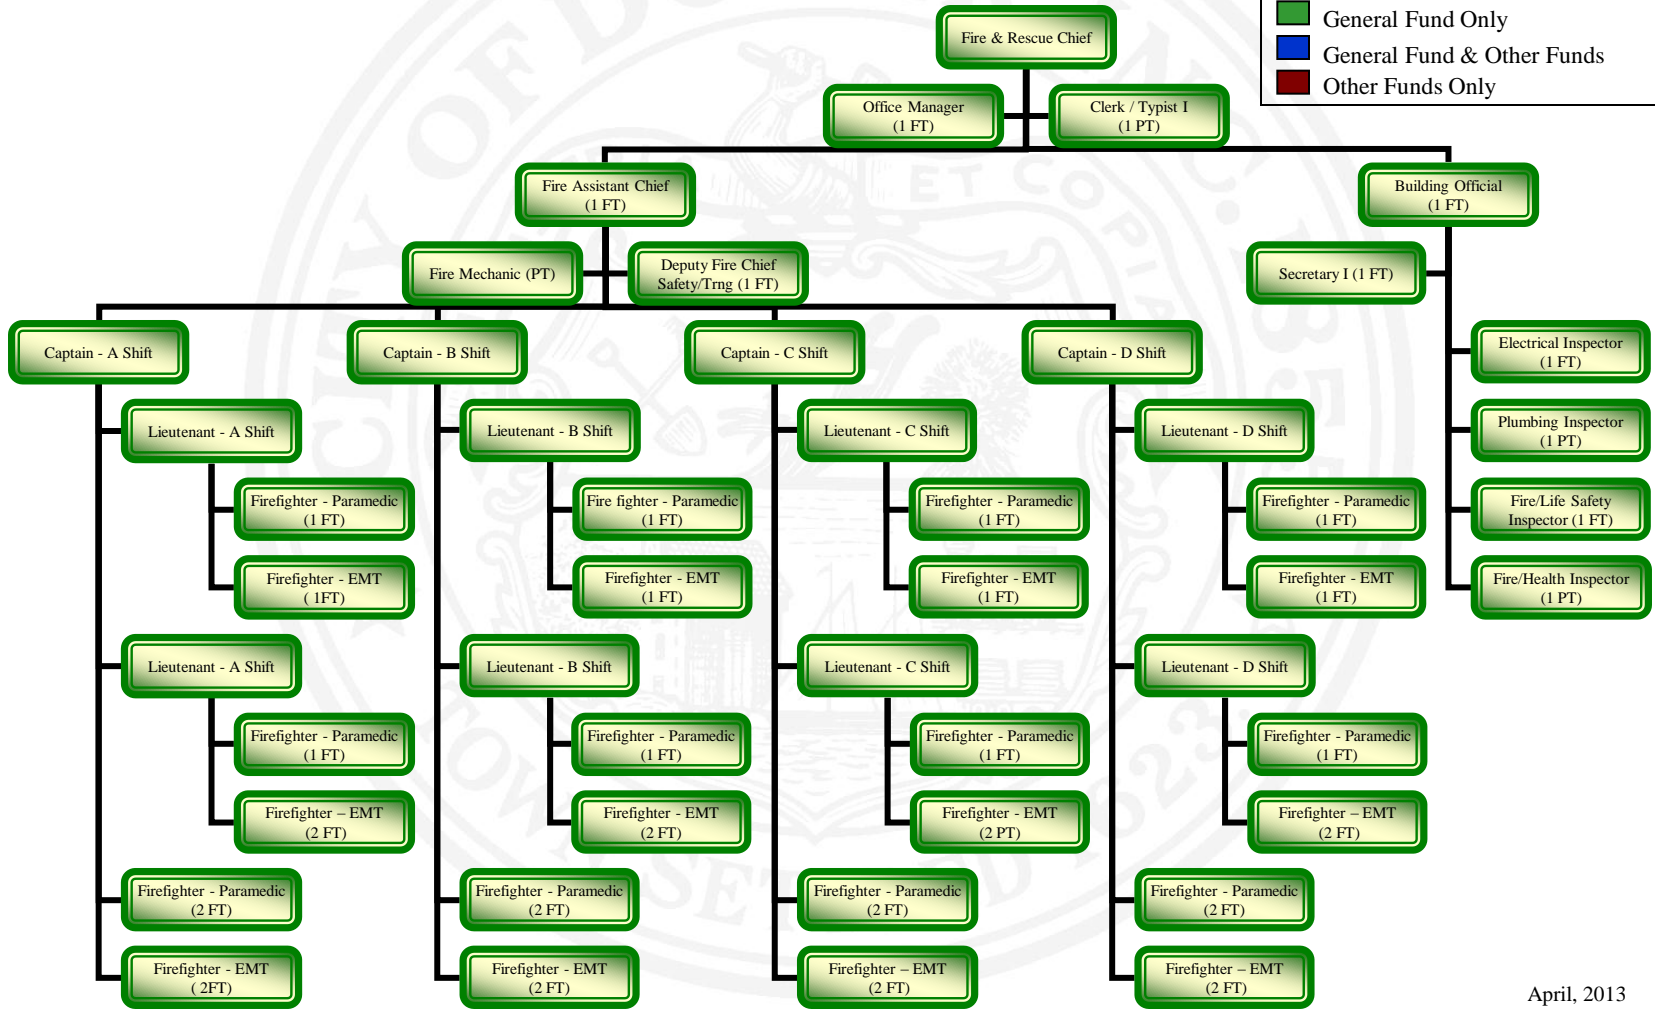 General Fund Only
General Fund & Other Funds
Other Funds Only
Fire & Rescue Chief
Office Manager
(1 FT)
Clerk / Typist I
(1 PT)
Fire Assistant Chief
(1 FT)
Building Official
(1 FT)
Fire Mechanic (PT)
Deputy Fire Chief
Safety/Trng (1 FT)
Secretary I (1 FT)
Captain - A Shift
Captain - B Shift
Captain - C Shift
Captain - D Shift
Electrical Inspector
(1 FT)
Plumbing Inspector
(1 PT)
Fire/Life Safety
Inspector (1 FT)
Fire/Health Inspector
(1 PT)
Lieutenant - A Shift
Firefighter - Paramedic
(1 FT)
Firefighter - EMT
( 1FT)
Lieutenant - A Shift
Firefighter - Paramedic
(1 FT)
Firefighter – EMT
(2 FT)
Firefighter - Paramedic
(2 FT)
Firefighter - EMT
( 2FT)
Lieutenant - B Shift
Fire fighter - Paramedic
(1 FT)
Firefighter - EMT
(1 FT)
Lieutenant - B Shift
Firefighter - Paramedic
(1 FT)
Firefighter - EMT
(2 FT)
Firefighter - Paramedic
(2 FT)
Firefighter - EMT
(2 FT)
Lieutenant - C Shift
Firefighter - Paramedic
(1 FT)
Firefighter - EMT
(1 FT)
Lieutenant - C Shift
Firefighter - Paramedic
(1 FT)
Firefighter - EMT
(2 PT)
Firefighter - Paramedic
(2 FT)
Firefighter – EMT
(2 FT)
Lieutenant - D Shift
Firefighter - Paramedic
(1 FT)
Firefighter - EMT
(1 FT)
Lieutenant - D Shift
Firefighter - Paramedic
(1 FT)
Firefighter – EMT
(2 FT)
Firefighter - Paramedic
(2 FT)
Firefighter – EMT
(2 FT)
April, 2013